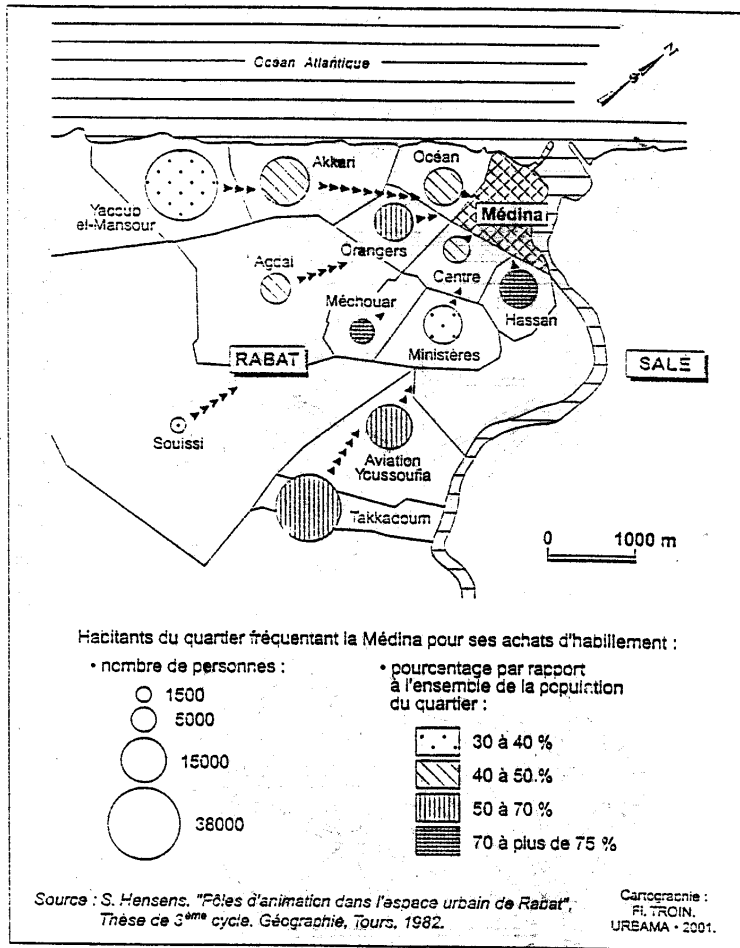 Océan Atlantique
N
Akkari
Océan
Yacoub
el-Mansour
Médina
Orangers
Agdal
Centre
Méchouar
Hassan
Ministères
RABAT
SALE
Souissi
Aviation
Youssoufia
Takkadoum
0 1000 m
Habitants du quartier fréquentant la Médina pour ses achats d'habillement :
• nombre de personnes :
1500
5000
15000
38000
• pourcentage par rapport
à l'ensemble de la population
du quartier :
30 à 40 %
40 à 50 %
50 à 70 %
70 à plus de 75 %
Source : S. Hensens. "Pôles d'animation dans l'espace urbain de Rabat",
Thèse de 3ème cycle. Géographie, Tours, 1982.
Cartographie :
Fl. TROIN.
URBAMA - 2001.